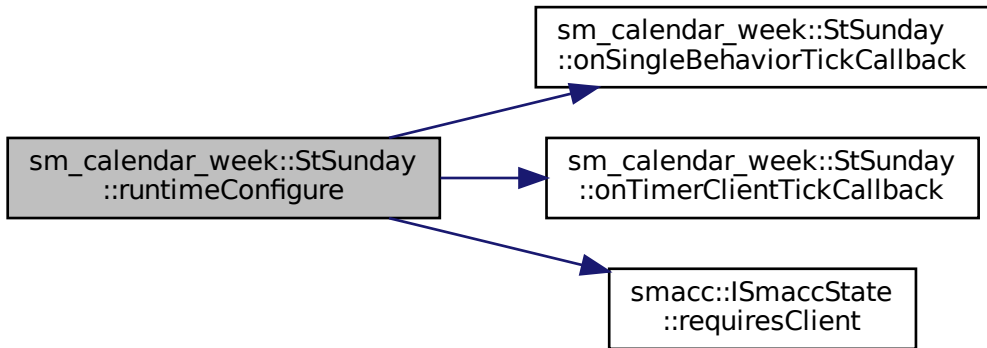 sm_calendar_week::StSunday
::runtimeConfigure
sm_calendar_week::StSunday
::onSingleBehaviorTickCallback
sm_calendar_week::StSunday
::onTimerClientTickCallback
smacc::ISmaccState
::requiresClient